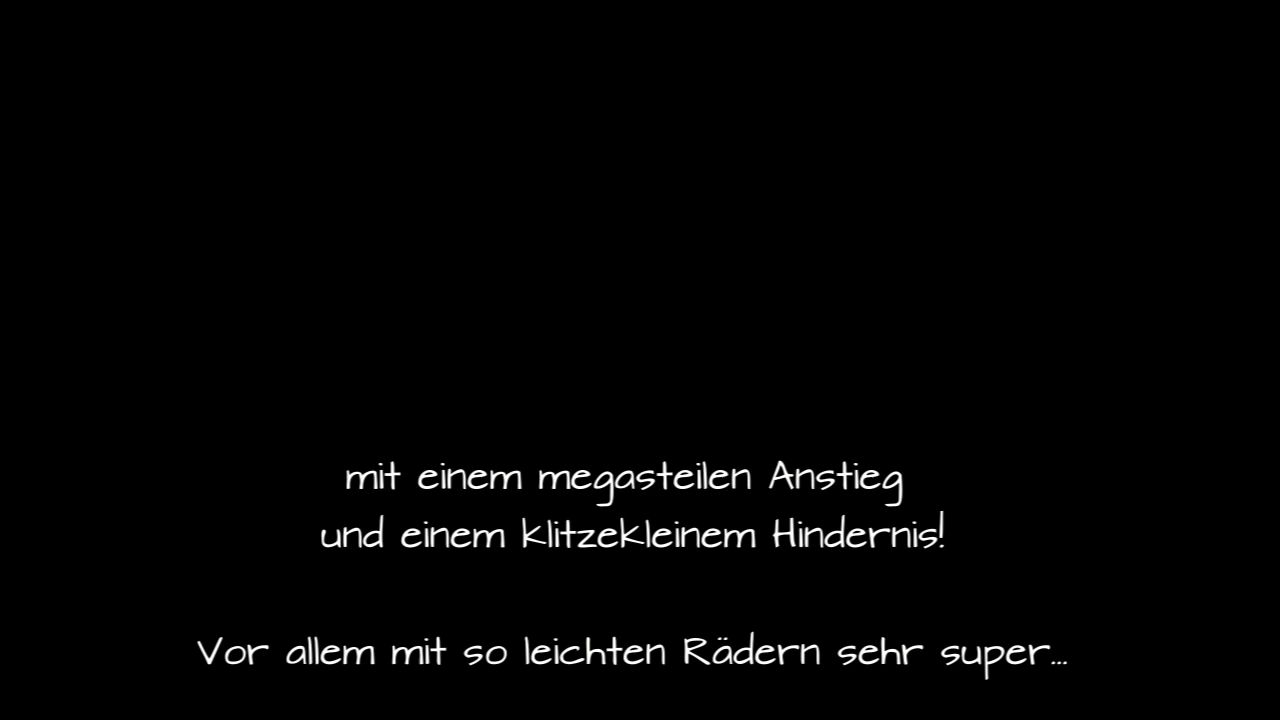 mit einem megasteilen Anstieg
und einem klitzekleinem Hindernis!
Vor allem mit so leichten Rädern sehr super...